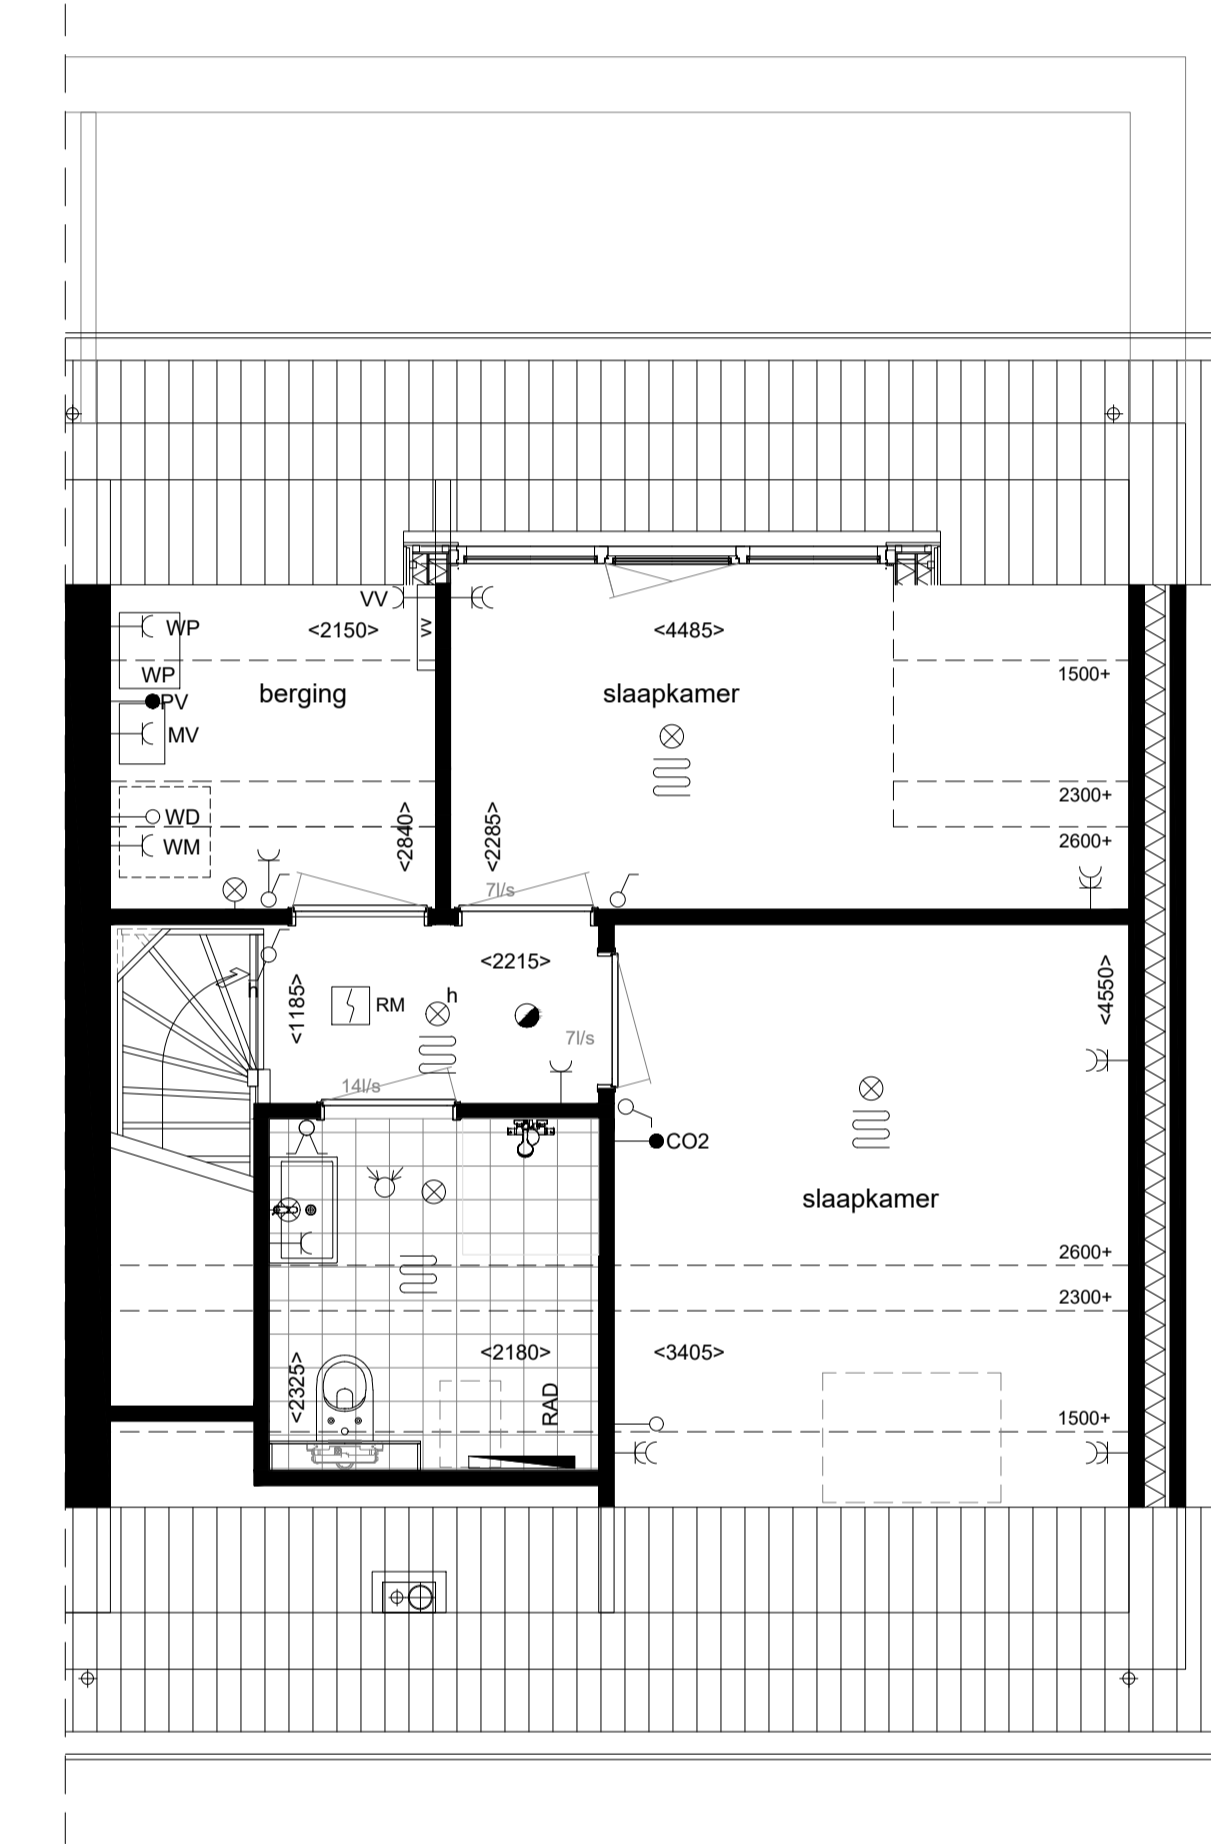 VV
VV
WP
<2150>
<4485>
WP
1500+
berging
slaapkamer
PV
MV
2300+
WD
<2840>
<2285>
2600+
WM
7l/s
<2215>
h
<1185>
RM
h
<4550>
7l/s
14l/s
CO2
slaapkamer
2600+
2300+
<2325>
<2180>
<3405>
RAD
1500+